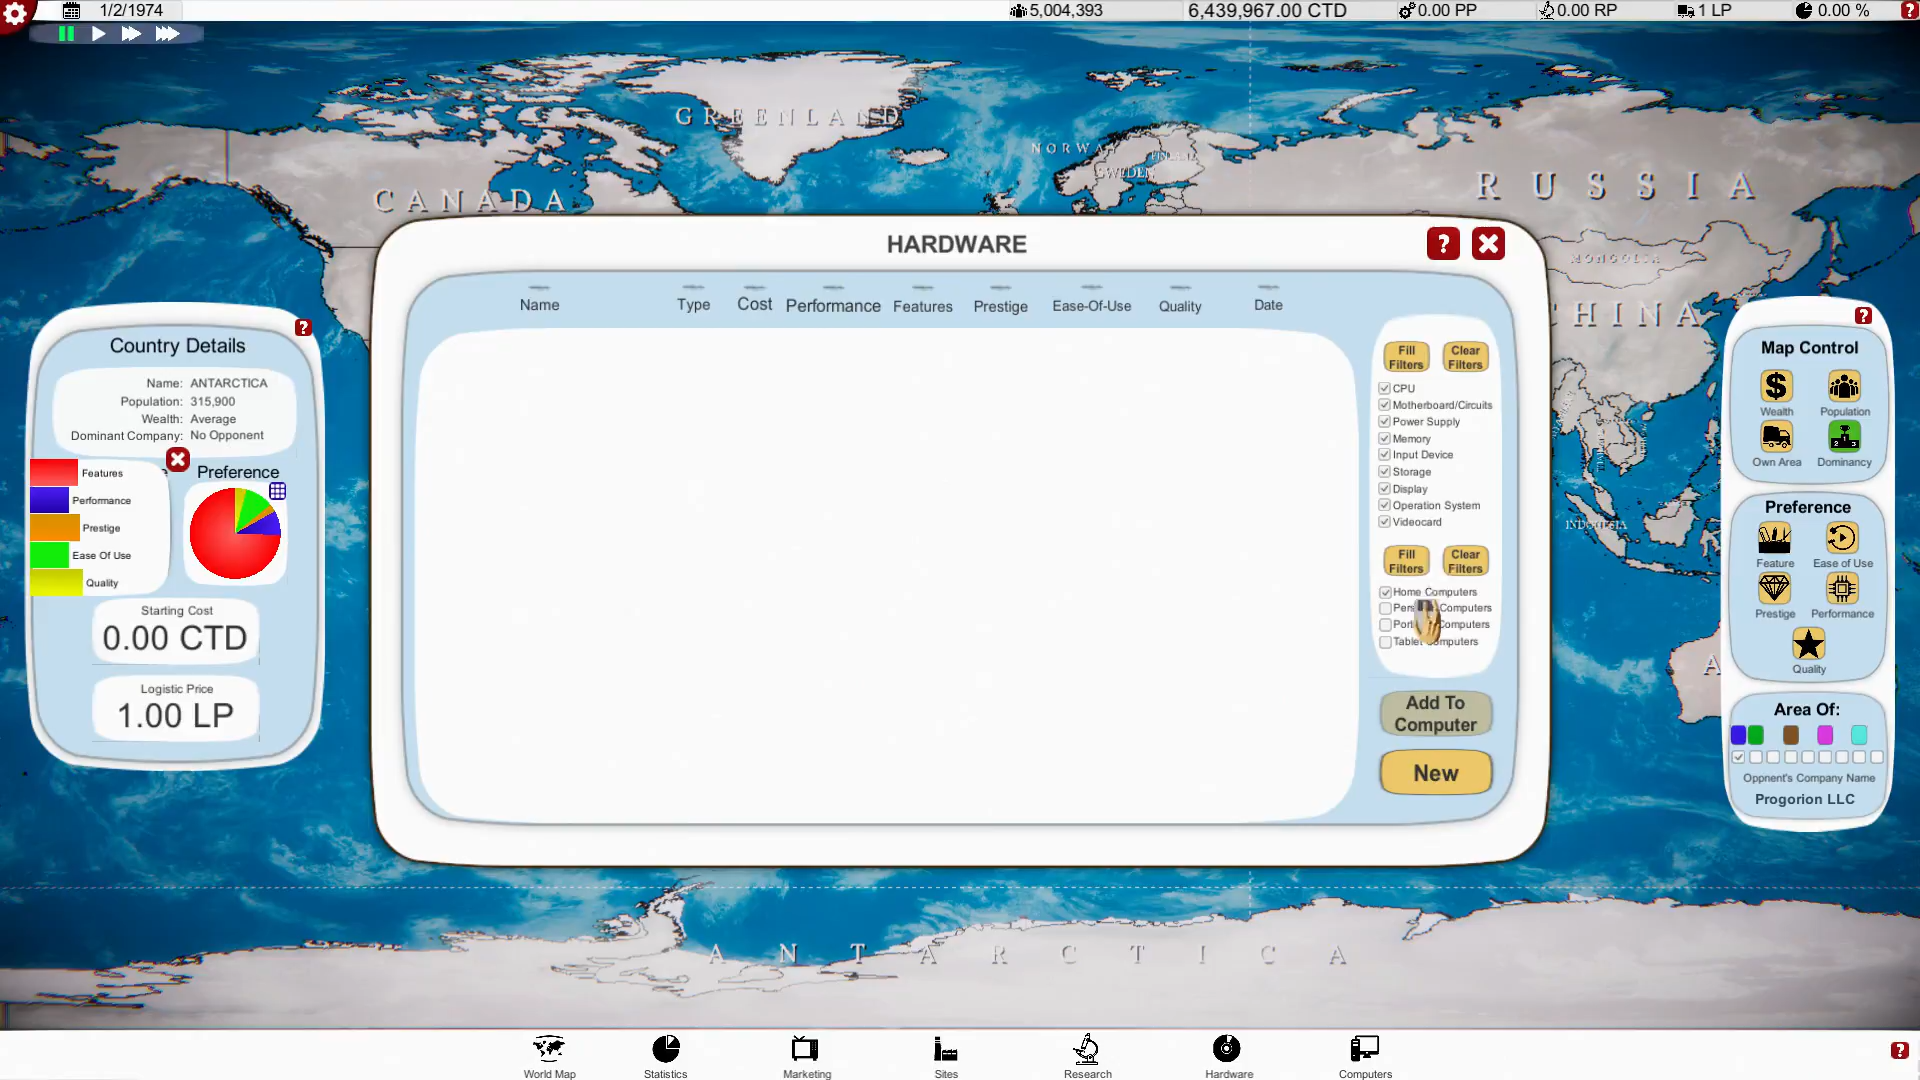 1/2/1974
5,004,393
6,439,967.00 CTD
0.00 PP
0.00 RP
1 LP
0.00 %
?
GREENLAND
NORWAY
FINLAND
SWEDEN
CANADA
RUSSIA
MONGOLIA
CHINA
INDONESIA
A
ANTARCTICA
HARDWARE
?
Name
Type
Cost
Performance
Features
Prestige
Ease-Of-Use
Quality
Date
Fill Filters
Clear Filters
CPU
Motherboard/Circuits
Power Supply
Memory
Input Device
Storage
Display
Operation System
Videocard
Fill Filters
Clear Filters
Home Computers
Computers
Computers
Tablet Computers
Add To Computer
New
?
Country Details
Name: ANTARCTICA
Population: 315,900
Wealth: Average
Dominant Company: No Opponent
Preference
Features
Performance
Prestige
Ease Of Use
Quality
Starting Cost
0.00 CTD
Logistic Price
1.00 LP
?
Map Control
Wealth
Population
Own Area
Dominancy
Preference
Feature
Ease of Use
Prestige
Performance
Quality
Area Of:
Oppnent's Company Name
Progorion LLC
World Map
Statistics
Marketing
Sites
Research
Hardware
Computers
?